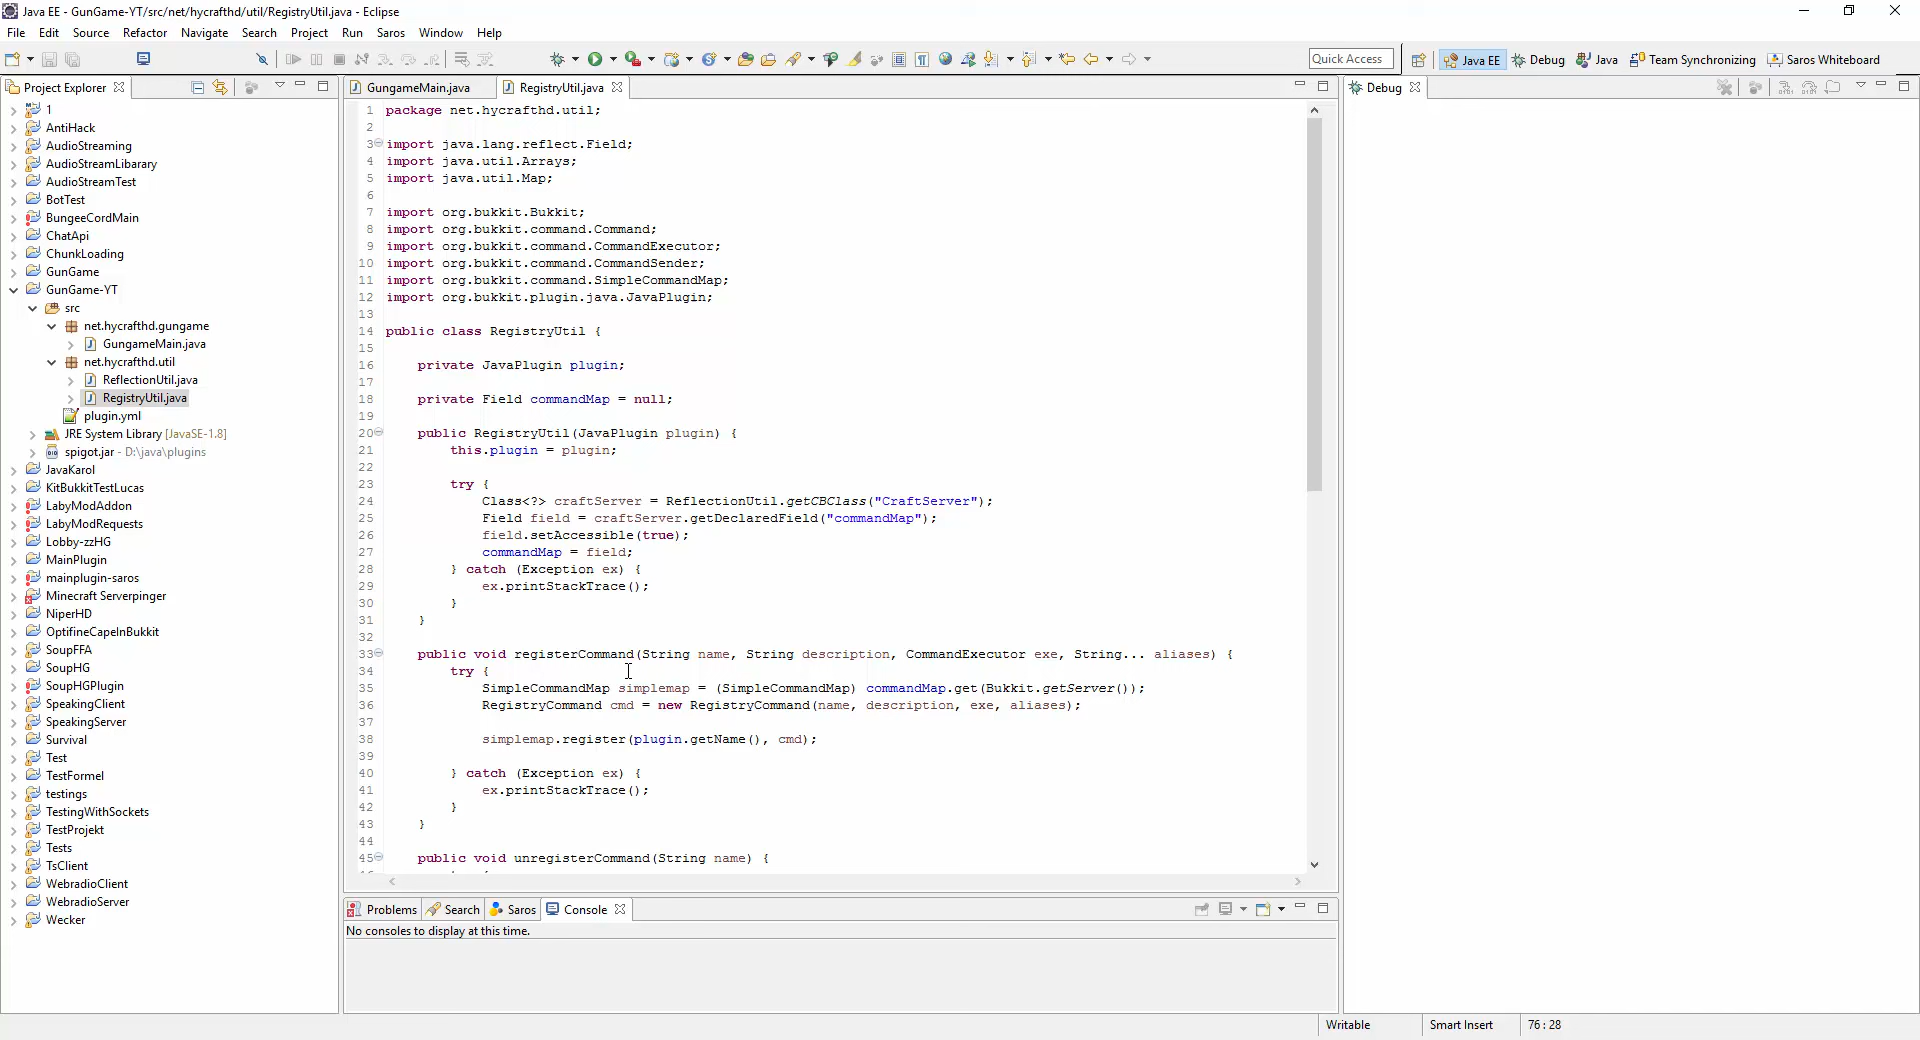 Java EE - GunGame-YT/src/net/hycrafthd/util/RegistryUtil.java - Eclipse
File Edit Source Refactor Navigate Search Project Run Saros Window Help
Quick Access
Java EE
Debug
Java
Team Synchronizing
Saros Whiteboard
Project Explorer
1
AntiHack
AudioStreaming
AudioStreamLibarary
AudioStreamTest
BotTest
BungeeCordMain
ChatApi
ChunkLoading
GunGame
GunGame-YT
src
net.hycrafthd.gungame
GungameMain.java
net.hycrafthd.util
ReflectionUtil.java
RegistryUtil.java
plugin.yml
JRE System Library [JavaSE-1.8]
spigot.jar - D:\java\plugins
JavaKarol
KitBukkitTestLucas
LabyModAddon
LabyModRequests
Lobby-zzHG
MainPlugin
mainplugin-saros
Minecraft Serverpinger
NiperHD
OptifineCapeInBukkit
SoupFFA
SoupHG
SoupHGPlugin
SpeakingClient
SpeakingServer
Survival
Test
TestFormel
testings
TestingWithSockets
TestProjekt
Tests
TsClient
WebradioClient
WebradioServer
Wecker
GungameMain.java
RegistryUtil.java
1 package net.hycrafthd.util;
2
3 import java.lang.reflect.Field;
4 import java.util.Arrays;
5 import java.util.Map;
6
7 import org.bukkit.Bukkit;
8 import org.bukkit.command.Command;
9 import org.bukkit.command.CommandExecutor;
10 import org.bukkit.command.CommandSender;
11 import org.bukkit.command.SimpleCommandMap;
12 import org.bukkit.plugin.java.JavaPlugin;
13
14 public class RegistryUtil {
15
16 private JavaPlugin plugin;
17
18 private Field commandMap = null;
19
20 public RegistryUtil(JavaPlugin plugin) {
21 this.plugin = plugin;
22
23 try {
24 Class<?> craftServer = ReflectionUtil.getCBClass("CraftServer");
25 Field field = craftServer.getDeclaredField("commandMap");
26 field.setAccessible(true);
27 commandMap = field;
28 } catch (Exception ex) {
29 ex.printStackTrace();
30 }
31 }
32
33 public void registerCommand(String name, String description, CommandExecutor exe, String... aliases) {
34 try {
35 SimpleCommandMap simplemap = (SimpleCommandMap) commandMap.get(Bukkit.getServer());
36 RegistryCommand cmd = new RegistryCommand(name, description, exe, aliases);
37
38 simplemap.register(plugin.getName(), cmd);
39
40 } catch (Exception ex) {
41 ex.printStackTrace();
42 }
43 }
44
45 public void unregisterCommand(String name) {
Debug
Problems
Search
Saros
Console
No consoles to display at this time.
Writable
Smart Insert
76 : 28